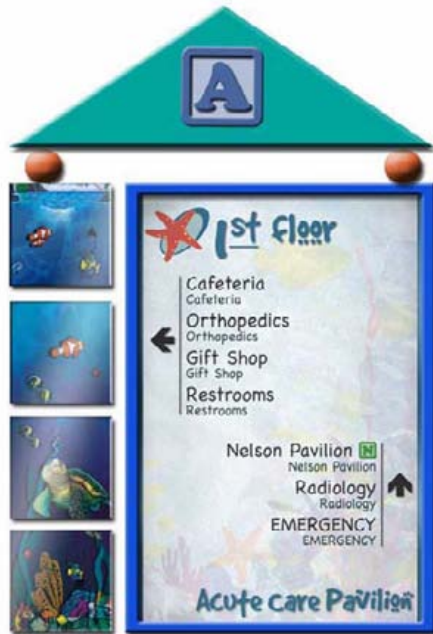 A
1st floor
Cafeteria
Cafeteria
Orthopedics
Orthopedics
Gift Shop
Gift Shop
Restrooms
Restrooms
Nelson Pavilion N
Nelson Pavilion
Radiology
Radiology
EMERGENCY
EMERGENCY
Acute Care Pavilion